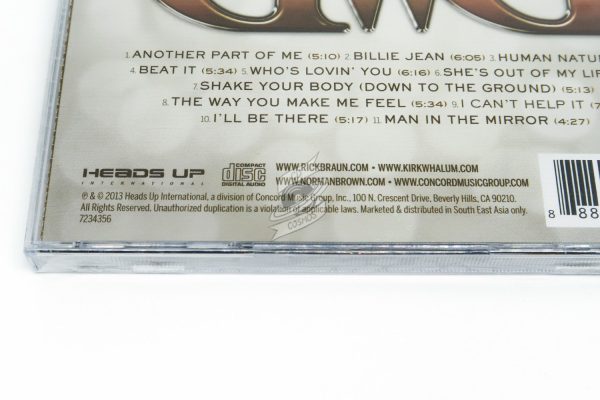 1. ANOTHER PART OF ME (5:10) 2. BILLIE JEAN (6:05) 3. HUMAN NATU
4. BEAT IT (5:34) 5. WHO'S LOVIN' YOU (6:16) 6. SHE'S OUT OF MY LIF
7. SHAKE YOUR BODY (DOWN TO THE GROUND) (5:13)
8. THE WAY YOU MAKE ME FEEL (5:34) 9. I CAN'T HELP IT (7
10. I'LL BE THERE (5:17) 11. MAN IN THE MIRROR (4:27)
HEADS UP
INTERNATIONAL
COMPACT
disc
DIGITAL AUDIO
WWW.RICKBRAUN.COM • WWW.KIRKWHALUM.COM
WWW.NORMANBROWN.COM • WWW.CONCORDMUSICGROUP.COM
℗ & © 2013 Heads Up International, a division of Concord Music Group, Inc., 100 N. Crescent Drive, Beverly Hills, CA 90210.
All Rights Reserved. Unauthorized duplication is a violation of applicable laws. Marketed & distributed in South East Asia only.
7234356
8 88
COSMOS